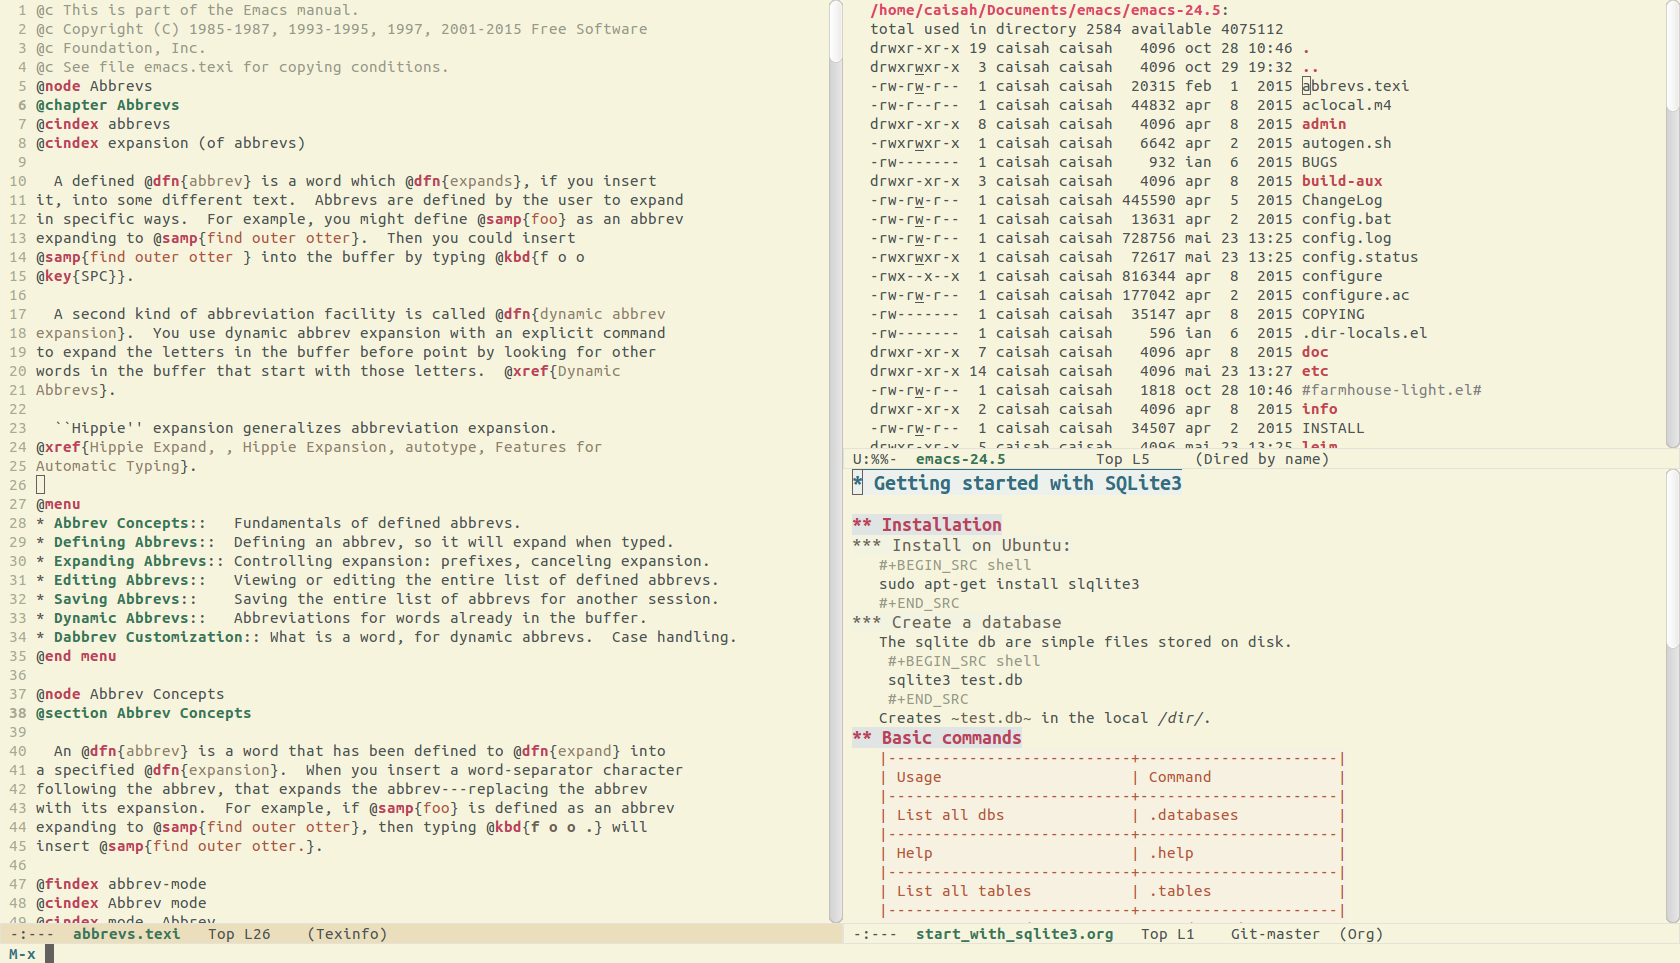 1 @c This is part of the Emacs manual.
2 @c Copyright (C) 1985-1987, 1993-1995, 1997, 2001-2015 Free Software
3 @c Foundation, Inc.
4 @c See file emacs.texi for copying conditions.
5 @node Abbrevs
6 @chapter Abbrevs
7 @cindex abbrevs
8 @cindex expansion (of abbrevs)
9
10   A defined @dfn{abbrev} is a word which @dfn{expands}, if you insert
11 it, into some different text.  Abbrevs are defined by the user to expand
12 in specific ways.  For example, you might define @samp{foo} as an abbrev
13 expanding to @samp{find outer otter}.  Then you could insert
14 @samp{find outer otter } into the buffer by typing @kbd{f o o
15 @key{SPC}}.
16
17   A second kind of abbreviation facility is called @dfn{dynamic abbrev
18 expansion}.  You use dynamic abbrev expansion with an explicit command
19 to expand the letters in the buffer before point by looking for other
20 words in the buffer that start with those letters.  @xref{Dynamic
21 Abbrevs}.
22
23   ``Hippie'' expansion generalizes abbreviation expansion.
24 @xref{Hippie Expand, , Hippie Expansion, autotype, Features for
25 Automatic Typing}.
26
27 @menu
28 * Abbrev Concepts::   Fundamentals of defined abbrevs.
29 * Defining Abbrevs::  Defining an abbrev, so it will expand when typed.
30 * Expanding Abbrevs:: Controlling expansion: prefixes, canceling expansion.
31 * Editing Abbrevs::   Viewing or editing the entire list of defined abbrevs.
32 * Saving Abbrevs::    Saving the entire list of abbrevs for another session.
33 * Dynamic Abbrevs::   Abbreviations for words already in the buffer.
34 * Dabbrev Customization:: What is a word, for dynamic abbrevs.  Case handling.
35 @end menu
36
37 @node Abbrev Concepts
38 @section Abbrev Concepts
39
40   An @dfn{abbrev} is a word that has been defined to @dfn{expand} into
41 a specified @dfn{expansion}.  When you insert a word-separator character
42 following the abbrev, that expands the abbrev---replacing the abbrev
43 with its expansion.  For example, if @samp{foo} is defined as an abbrev
44 expanding to @samp{find outer otter}, then typing @kbd{f o o .} will
45 insert @samp{find outer otter.}.
46
47 @findex abbrev-mode
48 @cindex Abbrev mode
49 @cindex mode, Abbrev
-:---  abbrevs.texi   Top L26    (Texinfo)
M-x
/home/caisah/Documents/emacs/emacs-24.5:
total used in directory 2584 available 4075112
drwxr-xr-x 19 caisah caisah   4096 oct 28 10:46 .
drwxrwxr-x  3 caisah caisah   4096 oct 29 19:32 ..
-rw-rw-r--  1 caisah caisah  20315 feb  1  2015 abbrevs.texi
-rw-r--r--  1 caisah caisah  44832 apr  8  2015 aclocal.m4
drwxr-xr-x  8 caisah caisah   4096 apr  8  2015 admin
-rwxrwxr-x  1 caisah caisah   6642 apr  2  2015 autogen.sh
-rw-------  1 caisah caisah    932 ian  6  2015 BUGS
drwxr-xr-x  3 caisah caisah   4096 apr  8  2015 build-aux
-rw-rw-r--  1 caisah caisah 445590 apr  5  2015 ChangeLog
-rw-rw-r--  1 caisah caisah  13631 apr  2  2015 config.bat
-rw-rw-r--  1 caisah caisah 728756 mai 23 13:25 config.log
-rwxrwxr-x  1 caisah caisah  72617 mai 23 13:25 config.status
-rwx--x--x  1 caisah caisah 816344 apr  8  2015 configure
-rw-rw-r--  1 caisah caisah 177042 apr  2  2015 configure.ac
-rw-------  1 caisah caisah  35147 apr  8  2015 COPYING
-rw-------  1 caisah caisah    596 ian  6  2015 .dir-locals.el
drwxr-xr-x  7 caisah caisah   4096 apr  8  2015 doc
drwxr-xr-x 14 caisah caisah   4096 mai 23 13:27 etc
-rw-rw-r--  1 caisah caisah   1818 oct 28 10:46 #farmhouse-light.el#
drwxr-xr-x  2 caisah caisah   4096 apr  8  2015 info
-rw-rw-r--  1 caisah caisah  34507 apr  2  2015 INSTALL
drwxr-xr-x  5 caisah caisah   4096 mai 23 13:25 leim
U:%%-  emacs-24.5          Top L5     (Dired by name)
* Getting started with SQLite3
** Installation
*** Install on Ubuntu:
#+BEGIN_SRC shell
sudo apt-get install slqlite3
#+END_SRC
*** Create a database
The sqlite db are simple files stored on disk.
#+BEGIN_SRC shell
sqlite3 test.db
#+END_SRC
Creates ~test.db~ in the local /dir/.
** Basic commands
|---------------------------+----------------------|
| Usage                     | Command              |
|---------------------------+----------------------|
| List all dbs              | .databases           |
|---------------------------+----------------------|
| Help                      | .help                |
|---------------------------+----------------------|
| List all tables           | .tables              |
|---------------------------+----------------------|
-:---  start_with_sqlite3.org   Top L1    Git-master  (Org)